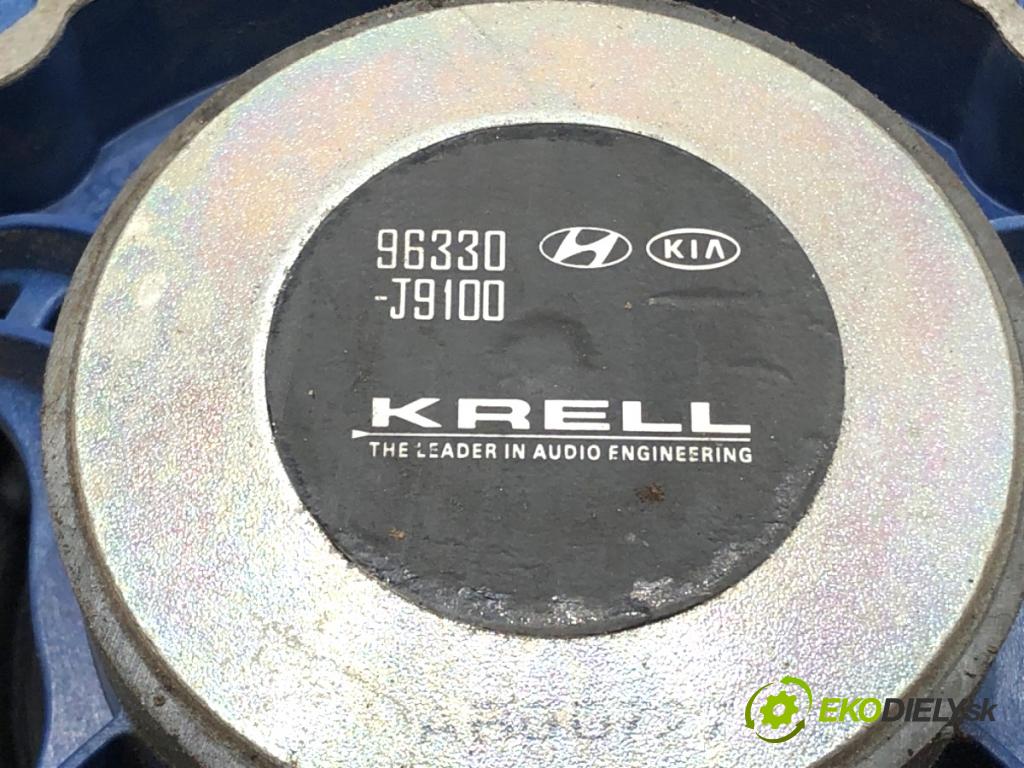 96330
-J9100
KIA
KRELL
THE LEADER IN AUDIO ENGINEERING
EKODIELY.sk